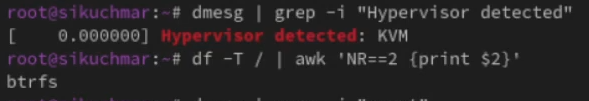 root@sikuchmar:~# dmesg | grep -i "Hypervisor detected"
[    0.000000] Hypervisor detected: KVM
root@sikuchmar:~# df -T / | awk 'NR==2 {print $2}'
btrfs